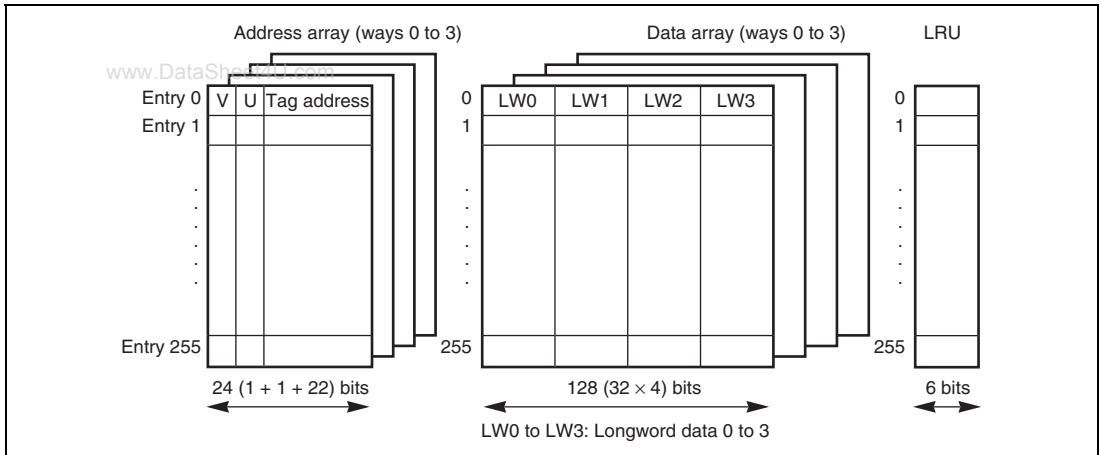 Address array (ways 0 to 3)
Data array (ways 0 to 3)
LRU
www.DataSheet4U.com
Entry 0
V
U
Tag address
0
LW0
LW1
LW2
LW3
0
Entry 1
1
1
Entry 255
255
255
24 (1 + 1 + 22) bits
128 (32 × 4) bits
6 bits
LW0 to LW3: Longword data 0 to 3